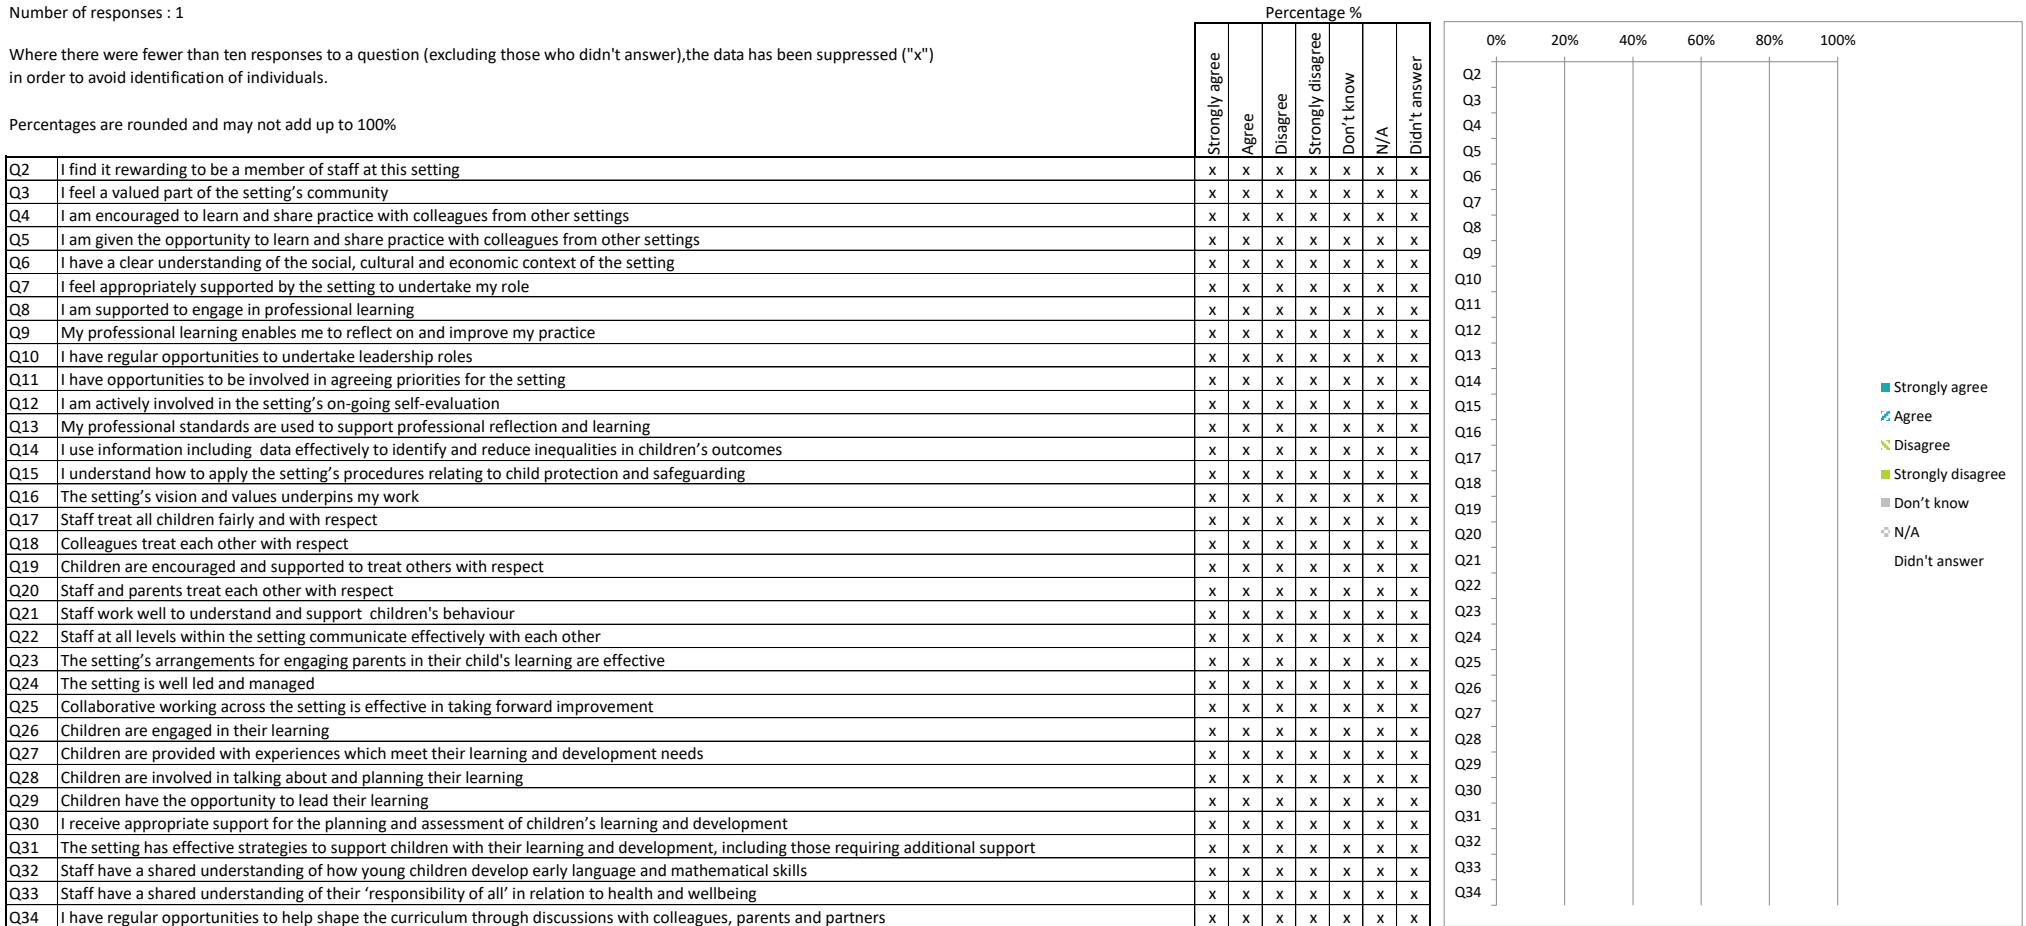 Number of responses : 1
Percentage %
Where there were fewer than ten responses to a question (excluding those who didn't answer),the data has been suppressed ("x")
in order to avoid identification of individuals.
Percentages are rounded and may not add up to 100%
Strongly agree
Agree
Disagree
Strongly disagree
Don't know
N/A
Didn't answer
Q2 I find it rewarding to be a member of staff at this setting x x x x x x x
Q3 I feel a valued part of the setting’s community x x x x x x x
Q4 I am encouraged to learn and share practice with colleagues from other settings x x x x x x x
Q5 I am given the opportunity to learn and share practice with colleagues from other settings x x x x x x x
Q6 I have a clear understanding of the social, cultural and economic context of the setting x x x x x x x
Q7 I feel appropriately supported by the setting to undertake my role x x x x x x x
Q8 I am supported to engage in professional learning x x x x x x x
Q9 My professional learning enables me to reflect on and improve my practice x x x x x x x
Q10 I have regular opportunities to undertake leadership roles x x x x x x x
Q11 I have opportunities to be involved in agreeing priorities for the setting x x x x x x x
Q12 I am actively involved in the setting’s on-going self-evaluation x x x x x x x
Q13 My professional standards are used to support professional reflection and learning x x x x x x x
Q14 I use information including  data effectively to identify and reduce inequalities in children’s outcomes x x x x x x x
Q15 I understand how to apply the setting’s procedures relating to child protection and safeguarding x x x x x x x
Q16 The setting’s vision and values underpins my work x x x x x x x
Q17 Staff treat all children fairly and with respect x x x x x x x
Q18 Colleagues treat each other with respect x x x x x x x
Q19 Children are encouraged and supported to treat others with respect x x x x x x x
Q20 Staff and parents treat each other with respect x x x x x x x
Q21 Staff work well to understand and support  children's behaviour x x x x x x x
Q22 Staff at all levels within the setting communicate effectively with each other x x x x x x x
Q23 The setting’s arrangements for engaging parents in their child's learning are effective x x x x x x x
Q24 The setting is well led and managed x x x x x x x
Q25 Collaborative working across the setting is effective in taking forward improvement x x x x x x x
Q26 Children are engaged in their learning x x x x x x x
Q27 Children are provided with experiences which meet their learning and development needs x x x x x x x
Q28 Children are involved in talking about and planning their learning x x x x x x x
Q29 Children have the opportunity to lead their learning x x x x x x x
Q30 I receive appropriate support for the planning and assessment of children’s learning and development x x x x x x x
Q31 The setting has effective strategies to support children with their learning and development, including those requiring additional support x x x x x x x
Q32 Staff have a shared understanding of how young children develop early language and mathematical skills x x x x x x x
Q33 Staff have a shared understanding of their ‘responsibility of all’ in relation to health and wellbeing x x x x x x x
Q34 I have regular opportunities to help shape the curriculum through discussions with colleagues, parents and partners x x x x x x x
0% 20% 40% 60% 80% 100%
Q2
Q3
Q4
Q5
Q6
Q7
Q8
Q9
Q10
Q11
Q12
Q13
Q14
Q15
Q16
Q17
Q18
Q19
Q20
Q21
Q22
Q23
Q24
Q25
Q26
Q27
Q28
Q29
Q30
Q31
Q32
Q33
Q34
Strongly agree
Agree
Disagree
Strongly disagree
Don’t know
N/A
Didn't answer